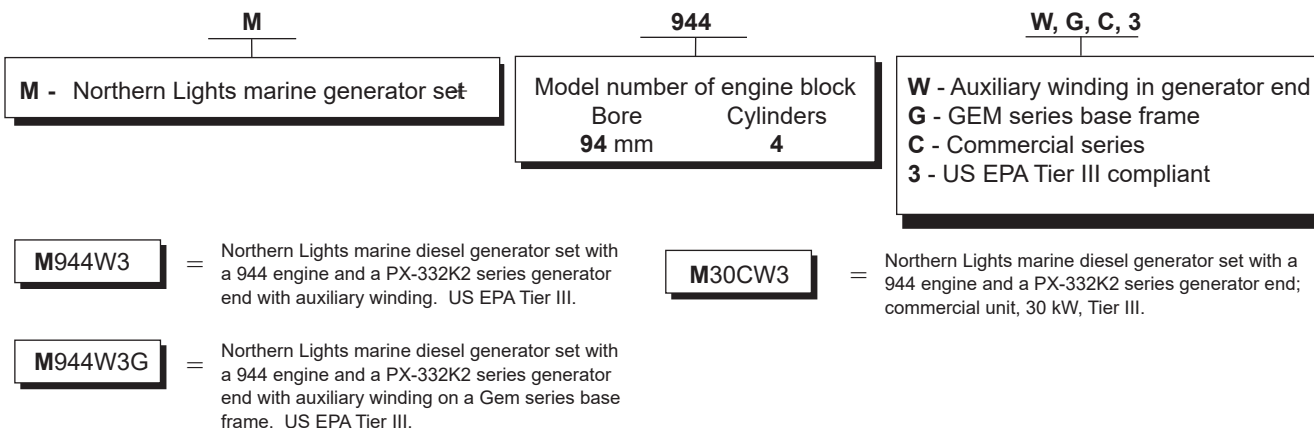 M
944
W, G, C, 3
M - Northern Lights marine generator set
Model number of engine block
Bore Cylinders
94 mm 4
W - Auxiliary winding in generator end
G - GEM series base frame
C - Commercial series
3 - US EPA Tier III compliant
M944W3
=
Northern Lights marine diesel generator set with
a 944 engine and a PX-332K2 series generator
end with auxiliary winding. US EPA Tier III.
M30CW3
=
Northern Lights marine diesel generator set with a
944 engine and a PX-332K2 series generator end;
commercial unit, 30 kW, Tier III.
M944W3G
=
Northern Lights marine diesel generator set with
a 944 engine and a PX-332K2 series generator
end with auxiliary winding on a Gem series base
frame. US EPA Tier III.